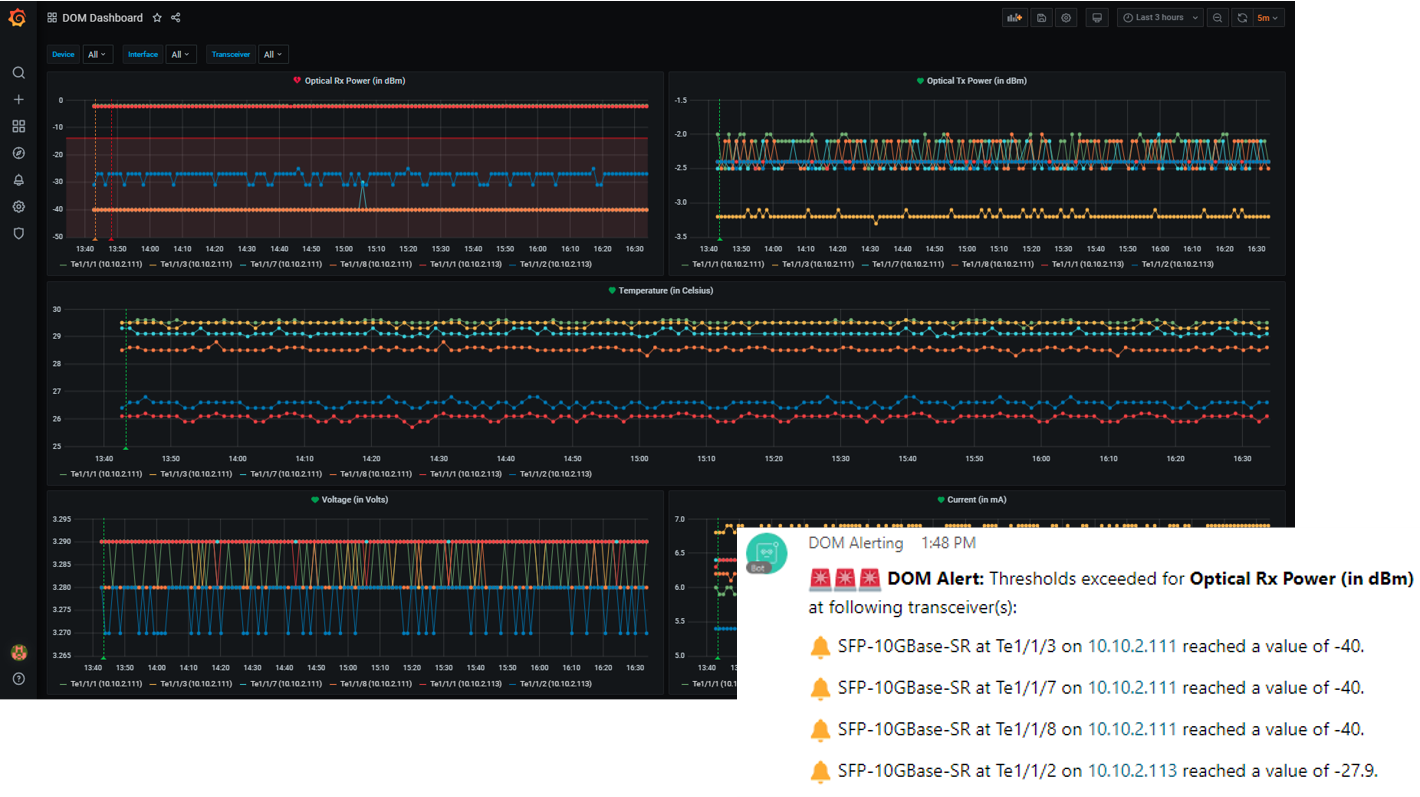 DOM Dashboard
Last 3 hours
5m
Device All Interface All Transceiver All
Optical Rx Power (in dBm)
0
-10
-20
-30
-40
-50
13:40 13:50 14:00 14:10 14:20 14:30 14:40 14:50 15:00 15:10 15:20 15:30 15:40 15:50 16:00 16:10 16:20 16:30
Te1/1/1 (10.10.2.111) Te1/1/3 (10.10.2.111) Te1/1/7 (10.10.2.111) Te1/1/8 (10.10.2.111) Te1/1/1 (10.10.2.113) Te1/1/2 (10.10.2.113)
Optical Tx Power (in dBm)
-1.5
-2.0
-2.5
-3.0
-3.5
13:40 13:50 14:00 14:10 14:20 14:30 14:40 14:50 15:00 15:10 15:20 15:30 15:40 15:50 16:00 16:10 16:20 16:30
Te1/1/1 (10.10.2.111) Te1/1/3 (10.10.2.111) Te1/1/7 (10.10.2.111) Te1/1/8 (10.10.2.111) Te1/1/1 (10.10.2.113) Te1/1/2 (10.10.2.113)
Temperature (in Celsius)
30
29
28
27
26
25
13:40 13:50 14:00 14:10 14:20 14:30 14:40 14:50 15:00 15:10 15:20 15:30 15:40 15:50 16:00 16:10 16:20 16:30
Te1/1/1 (10.10.2.111) Te1/1/3 (10.10.2.111) Te1/1/7 (10.10.2.111) Te1/1/8 (10.10.2.111) Te1/1/1 (10.10.2.113) Te1/1/2 (10.10.2.113)
Voltage (in Volts)
3.295
3.290
3.285
3.280
3.275
3.270
3.265
13:40 13:50 14:00 14:10 14:20 14:30 14:40 14:50 15:00 15:10 15:20 15:30 15:40 15:50 16:00 16:10 16:20 16:30
Te1/1/1 (10.10.2.111) Te1/1/3 (10.10.2.111) Te1/1/7 (10.10.2.111) Te1/1/8 (10.10.2.111) Te1/1/1 (10.10.2.113) Te1/1/2 (10.10.2.113)
Current (in mA)
7.0
6.5
6.0
5.5
5.0
13:40
Te1/1/1 (10.1
Bot
DOM Alerting 1:48 PM
DOM Alert: Thresholds exceeded for Optical Rx Power (in dBm)
at following transceiver(s):
SFP-10GBase-SR at Te1/1/3 on 10.10.2.111 reached a value of -40.
SFP-10GBase-SR at Te1/1/7 on 10.10.2.111 reached a value of -40.
SFP-10GBase-SR at Te1/1/8 on 10.10.2.111 reached a value of -40.
SFP-10GBase-SR at Te1/1/2 on 10.10.2.113 reached a value of -27.9.